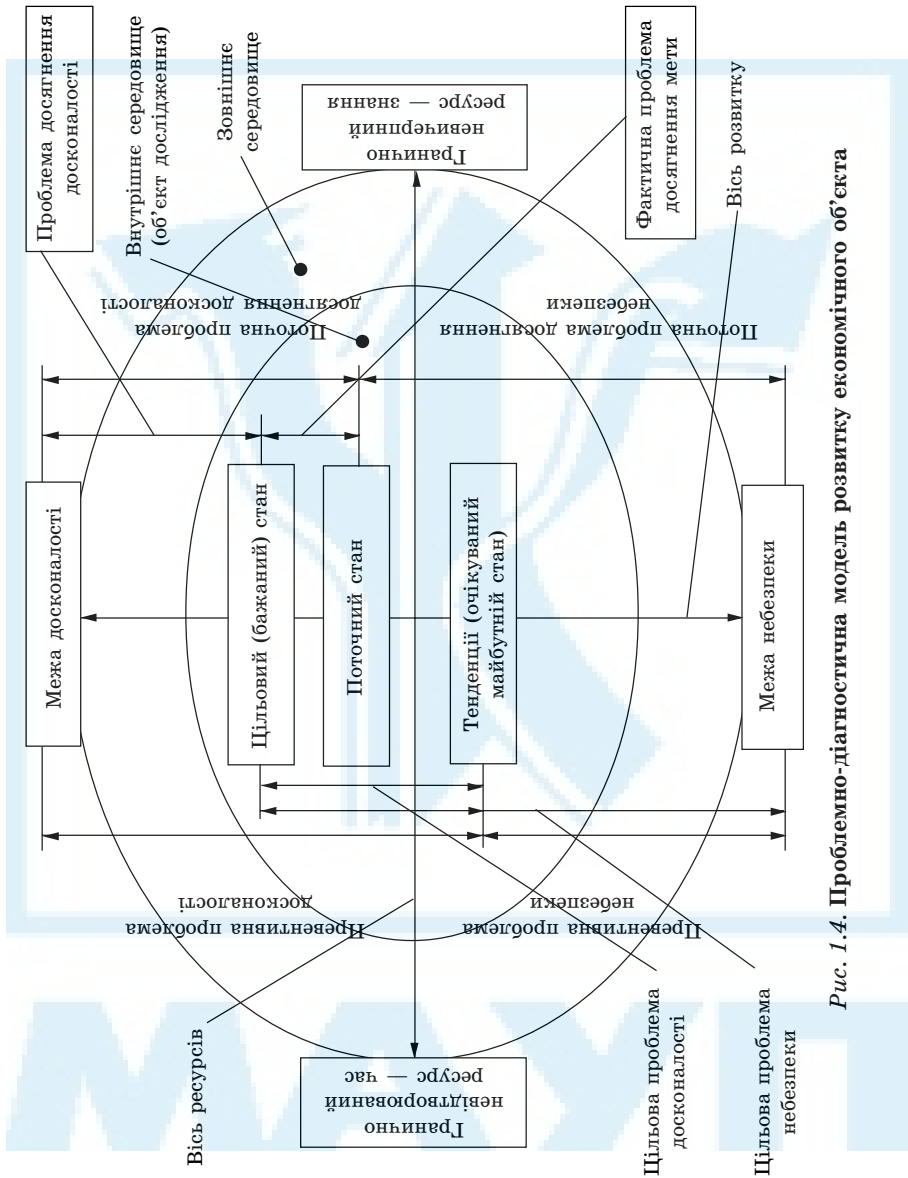 Проблема досягнення
досконалості
Внутрішнє середовище
(об’єкт дослідження)
Зовнішнє
середовище
Гранично
невичерпний
ресурс — знання
Фактична проблема
досягнення мети
Вісь розвитку
Поточна проблема
досягнення досконалості
Поточна проблема досягнення
небезпеки
Межа досконалості
Цільовий (бажаний) стан
Поточний стан
Тенденції (очікуваний
майбутній стан)
Межа небезпеки
Превентивна проблема
досконалості
Превентивна проблема
небезпеки
Вісь ресурсів
Гранично
невідтворюваний
ресурс — час
Цільова проблема
досконалості
Цільова проблема
небезпеки
Рис. 1.4. Проблемно-діагностична модель розвитку економічного об’єкта
МАУП